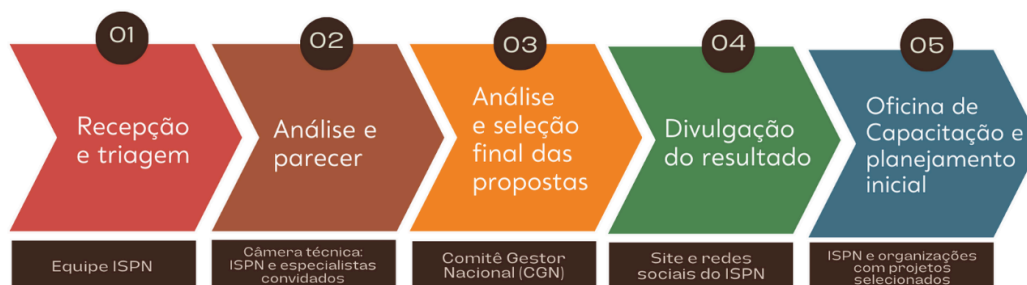 01
Recepção
e triagem
Equipe ISPN
02
Análise e
parecer
Câmera técnica:
ISPN e especialistas
convidados
03
Análise
e seleção
final das
propostas
Comitê Gestor
Nacional (CGN)
04
Divulgação
do resultado
Site e redes
sociais do ISPN
05
Oficina de
Capacitação e
planejamento
inicial
ISPN e organizações
com projetos
selecionados